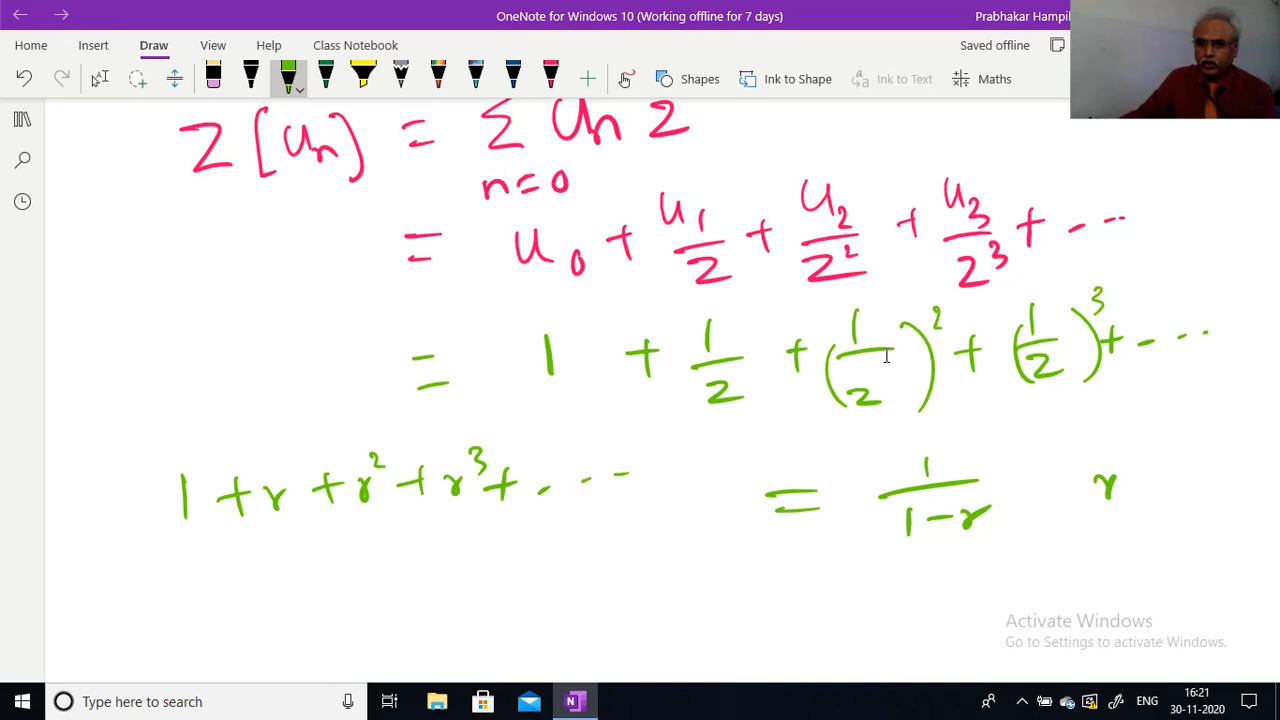 OneNote for Windows 10 (Working offline for 7 days)
Prabhakar Hampil
Home Insert Draw View Help Class Notebook Saved offline
Shapes Ink to Shape Ink to Text Maths
Z[Un] = Σ Un Z
n=0
= u0 + u1/Z + u2/Z² + u3/Z³ + ...
= 1 + 1/2 + (1/2)² + (1/2)³ + ...
1 + r + r² + r³ + ... = 1/(1-r) r
Activate Windows
Go to Settings to activate Windows.
Type here to search
ENG
16:21
30-11-2020